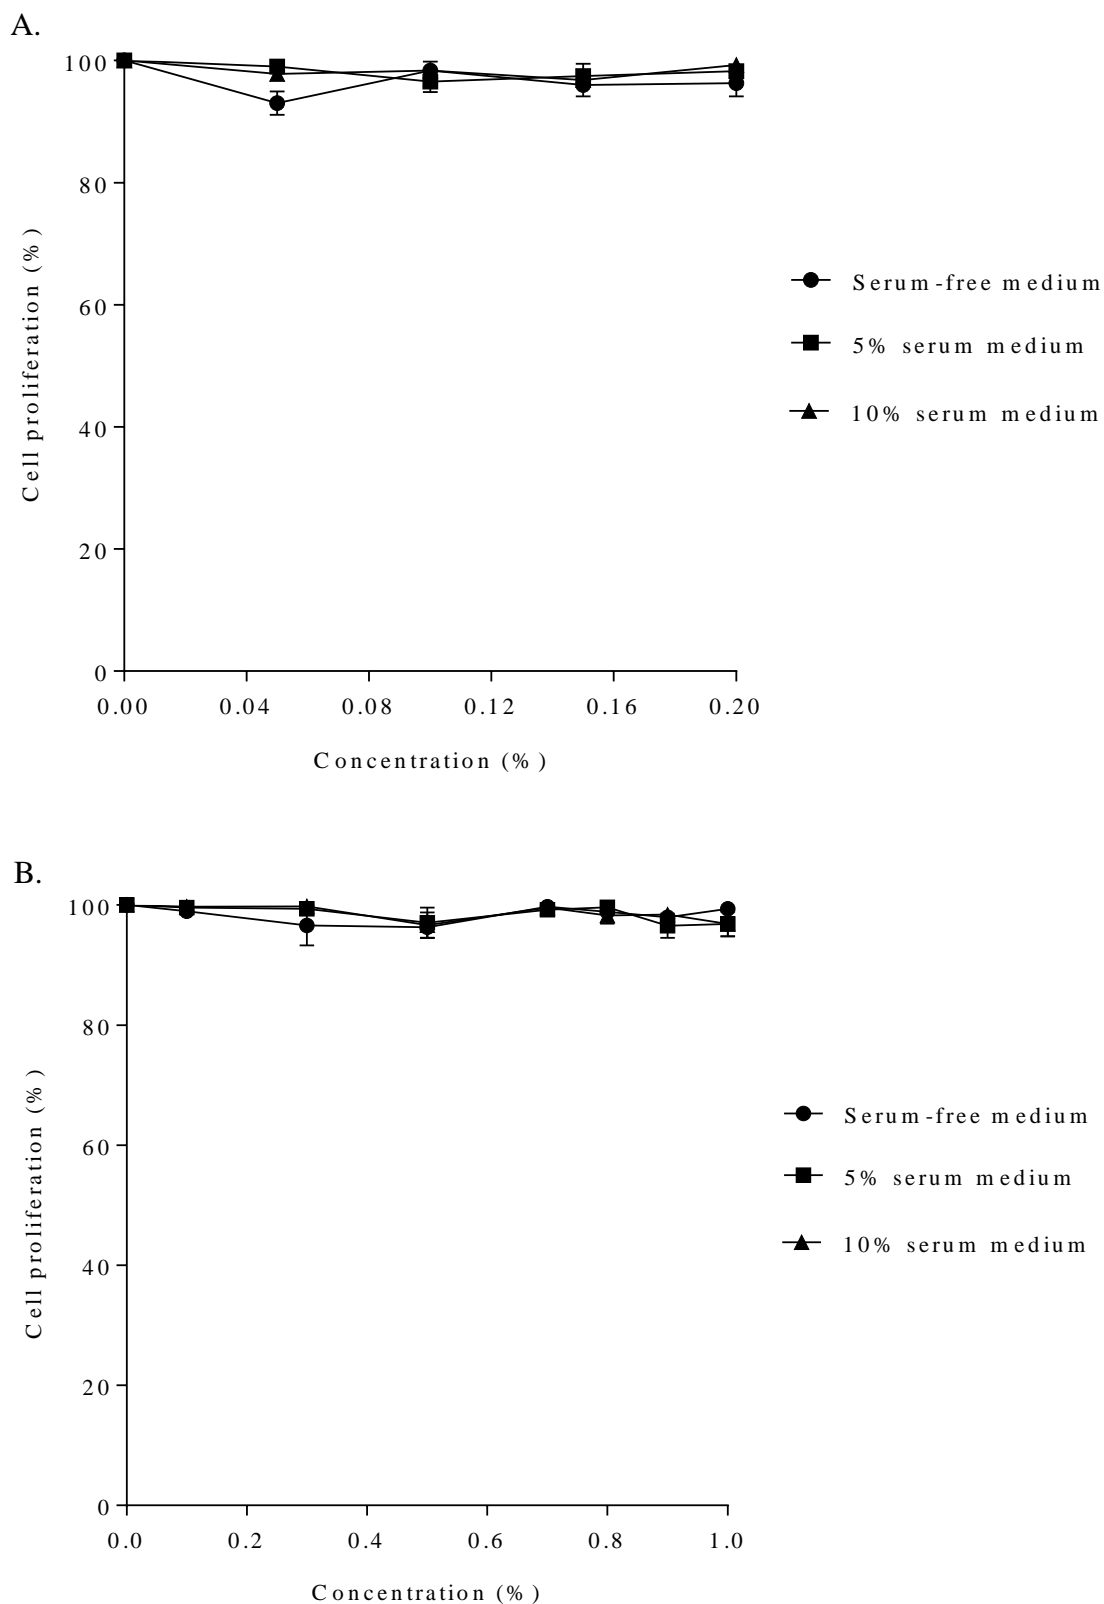 A.
100
80
60
40
20
0
Cell proliferation (%)
0.00 0.04 0.08 0.12 0.16 0.20
Concentration (%)
Serum-free medium
5% serum medium
10% serum medium
B.
100
80
60
40
20
0
Cell proliferation (%)
0.0 0.2 0.4 0.6 0.8 1.0
Concentration (%)
Serum-free medium
5% serum medium
10% serum medium